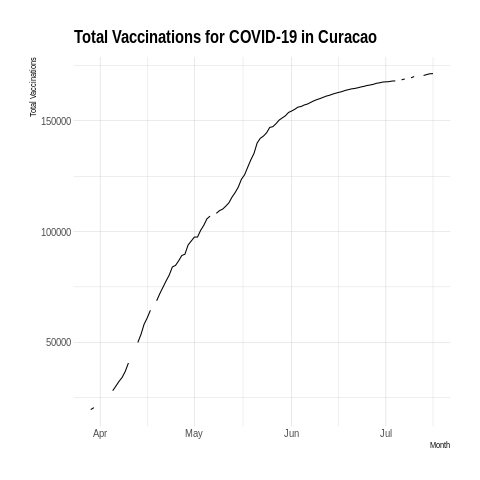 Total Vaccinations for COVID-19 in Curacao
Total Vaccinations
150000
100000
50000
Apr May Jun Jul
Month